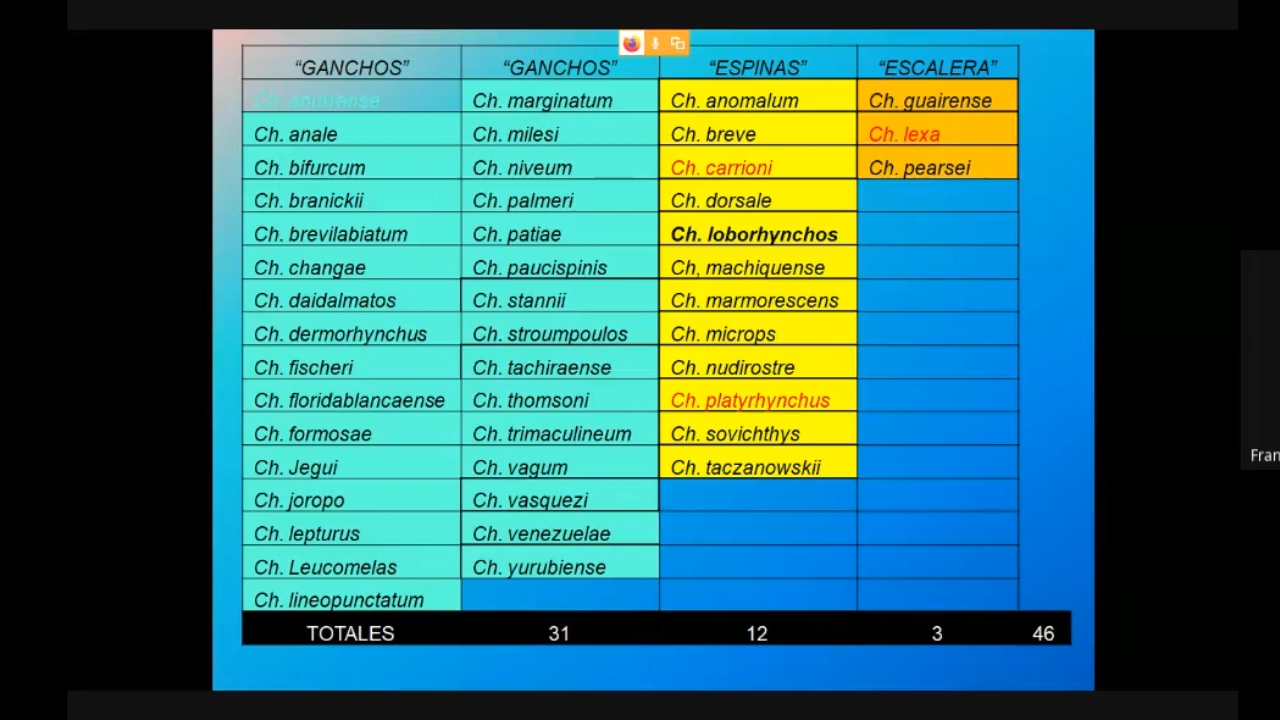 “GANCHOS” “GANCHOS” “ESPINAS” “ESCALERA”
Ch. marginatum Ch. anomalum Ch. guairense
Ch. anale Ch. milesi Ch. breve Ch. lexa
Ch. bifurcum Ch. niveum Ch. carrioni Ch. pearsei
Ch. branickii Ch. palmeri Ch. dorsale
Ch. brevilabiatum Ch. patiae Ch. loborhynchos
Ch. changae Ch. paucispinis Ch, machiquense
Ch. daidalmatos Ch. stannii Ch. marmorescens
Ch. dermorhynchus Ch. stroumpoulos Ch. microps
Ch. fischeri Ch. tachiraense Ch. nudirostre
Ch. floridablancaense Ch. thomsoni Ch. platyrhynchus
Ch. formosae Ch. trimaculineum Ch. sovichthys
Ch. Jegui Ch. vagum Ch. taczanowskii
Ch. joropo Ch. vasquezi
Ch. lepturus Ch. venezuelae
Ch. Leucomelas Ch. yurubiense
Ch. lineopunctatum
TOTALES 31 12 3 46
Fran